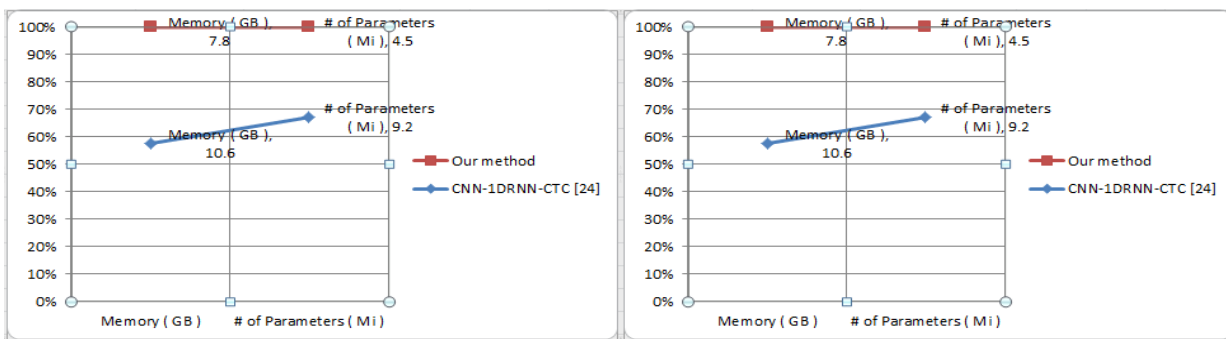 100%
90%
80%
70%
60%
50%
40%
30%
20%
10%
0%
Memory ( GB ),
7.8
# of Parameters
( Mi ), 4.5
# of Parameters
( Mi ), 9.2
Memory ( GB ),
10.6
Our method
CNN-1DRNN-CTC [24]
Memory ( GB )
# of Parameters ( Mi )
100%
90%
80%
70%
60%
50%
40%
30%
20%
10%
0%
Memory ( GB ),
7.8
# of Parameters
( Mi ), 4.5
# of Parameters
( Mi ), 9.2
Memory ( GB ),
10.6
Our method
CNN-1DRNN-CTC [24]
Memory ( GB )
# of Parameters ( Mi )